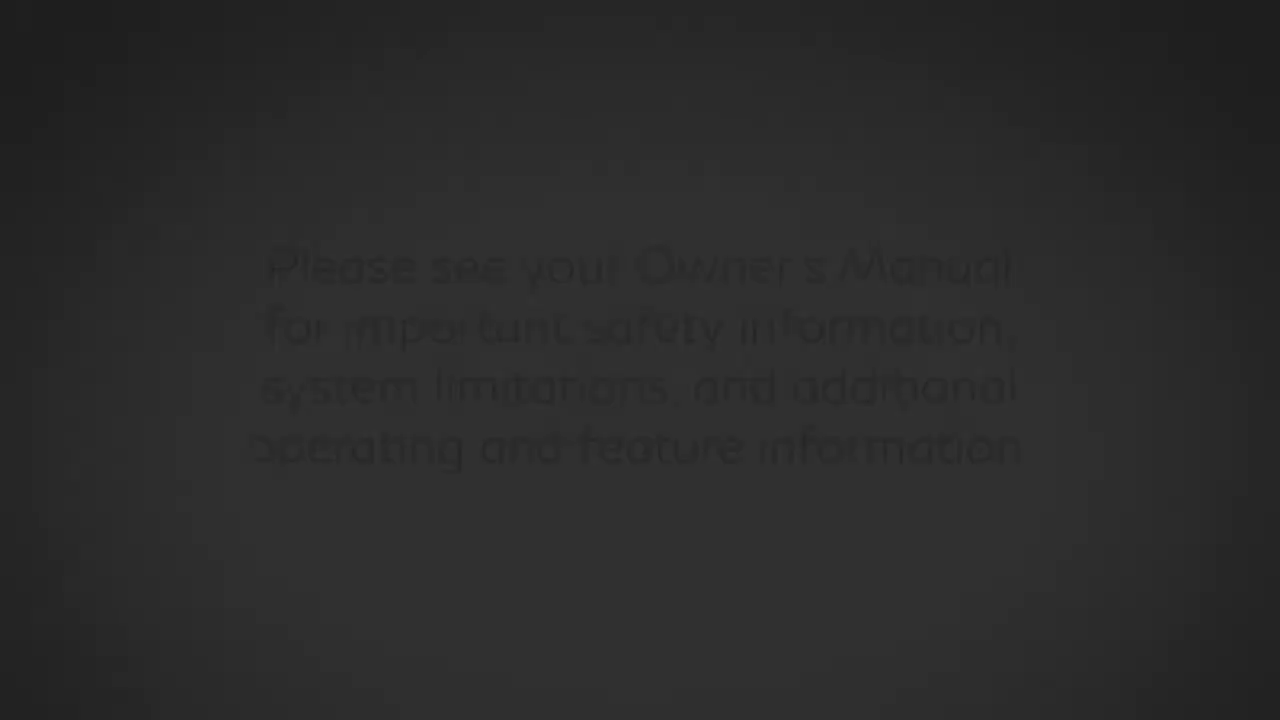 Please see your Owner's Manual
for important safety information,
system limitations, and additional
operating and feature information